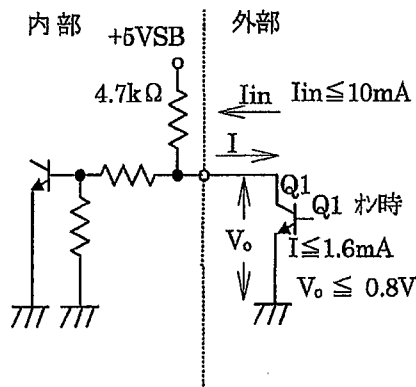 内部
外部
+5VSB
4.7kΩ
Iin
Iin≦10mA
I
Q1
Q1 オン時
Vo
I≦1.6mA
Vo ≦ 0.8V